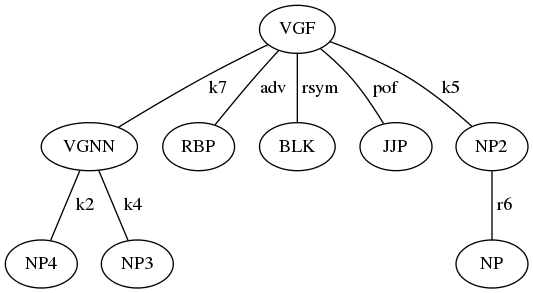 VGF
k7 adv rsym pof k5
VGNN RBP BLK JJP NP2
k2 k4 r6
NP4 NP3 NP